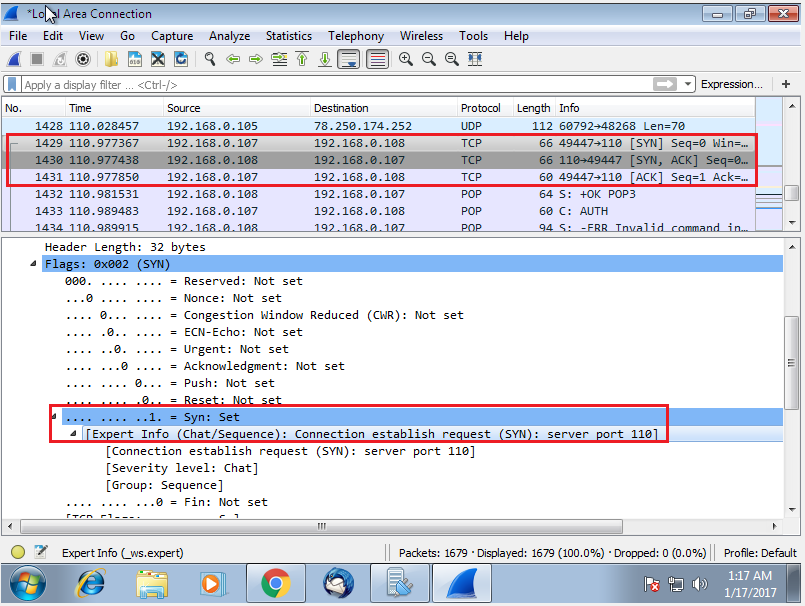 *Local Area Connection
File Edit View Go Capture Analyze Statistics Telephony Wireless Tools Help
Apply a display filter ... <Ctrl-/> Expression... +
No. Time Source Destination Protocol Length Info
1428 110.028457 192.168.0.105 78.250.174.252 UDP 112 60792→48268 Len=70
1429 110.977367 192.168.0.107 192.168.0.108 TCP 66 49447→110 [SYN] Seq=0 Win=…
1430 110.977438 192.168.0.108 192.168.0.107 TCP 66 110→49447 [SYN, ACK] Seq=0…
1431 110.977850 192.168.0.107 192.168.0.108 TCP 60 49447→110 [ACK] Seq=1 Ack=…
1432 110.981531 192.168.0.108 192.168.0.107 POP 64 S: +OK POP3
1433 110.989483 192.168.0.107 192.168.0.108 POP 60 C: AUTH
1434 110.989915 192.168.0.108 192.168.0.107 POP 94 S: -ERR Invalid command in…
Header Length: 32 bytes
Flags: 0x002 (SYN)
000. .... .... = Reserved: Not set
...0 .... .... = Nonce: Not set
.... 0... .... = Congestion Window Reduced (CWR): Not set
.... .0.. .... = ECN-Echo: Not set
.... ..0. .... = Urgent: Not set
.... ...0 .... = Acknowledgment: Not set
.... .... 0... = Push: Not set
.... .... .0.. = Reset: Not set
.... .... ..1. = Syn: Set
[Expert Info (Chat/Sequence): Connection establish request (SYN): server port 110]
[Connection establish request (SYN): server port 110]
[Severity level: Chat]
[Group: Sequence]
.... .... ...0 = Fin: Not set
Expert Info (_ws.expert) Packets: 1679 · Displayed: 1679 (100.0%) · Dropped: 0 (0.0%) Profile: Default
1:17 AM
1/17/2017